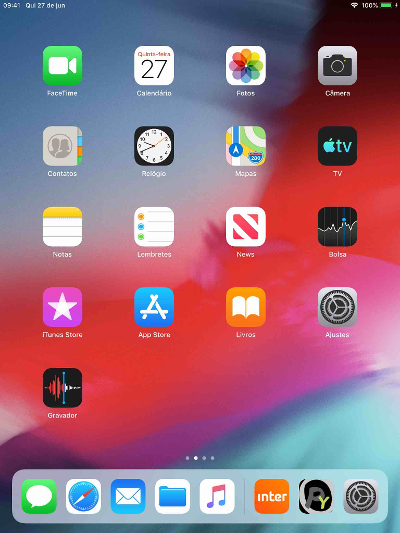 09:41 Qui 27 de jun 100%
Quinta-feira
27
FaceTime Calendário Fotos Câmera
280
tv
Contatos Relógio Mapas TV
Notas Lembretes News Bolsa
iTunes Store App Store Livros Ajustes
Gravador
inter